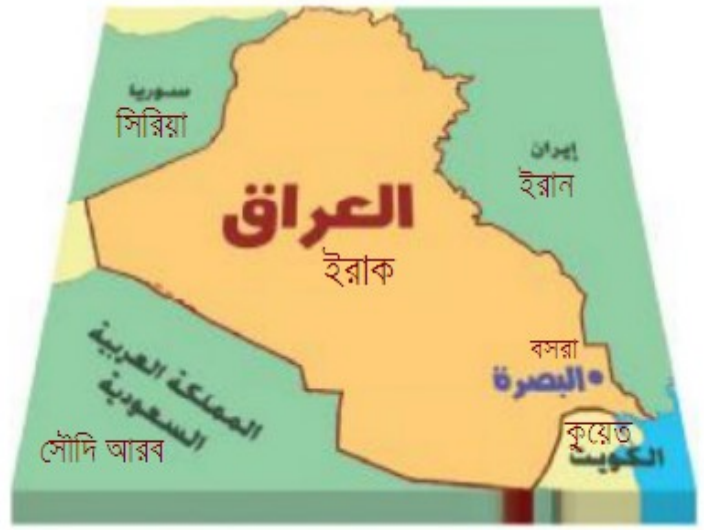 سوريا
সিরিয়া
إيران
ইরান
العراق
ইরাক
বসরা
البصرة
المملكة العربية
السعودية
সৌদি আরব
কুয়েত
الكويت